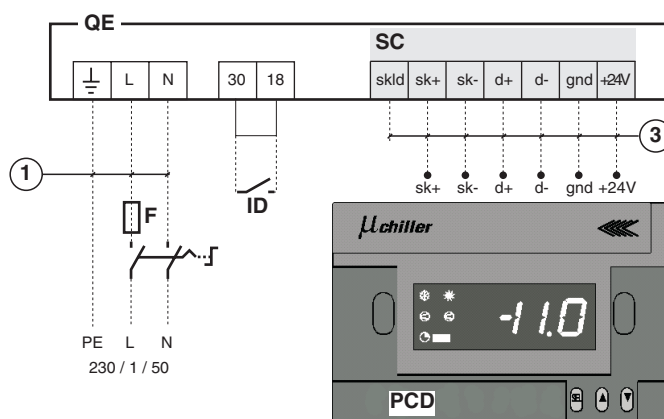 QE
SC
L N 30 18 skld sk+ sk- d+ d- gnd +24V
1
3
sk+ sk- d+ d- gnd +24V
F
ID
µchiller
-11.0
PE L N
230 / 1 / 50
PCD
SEL